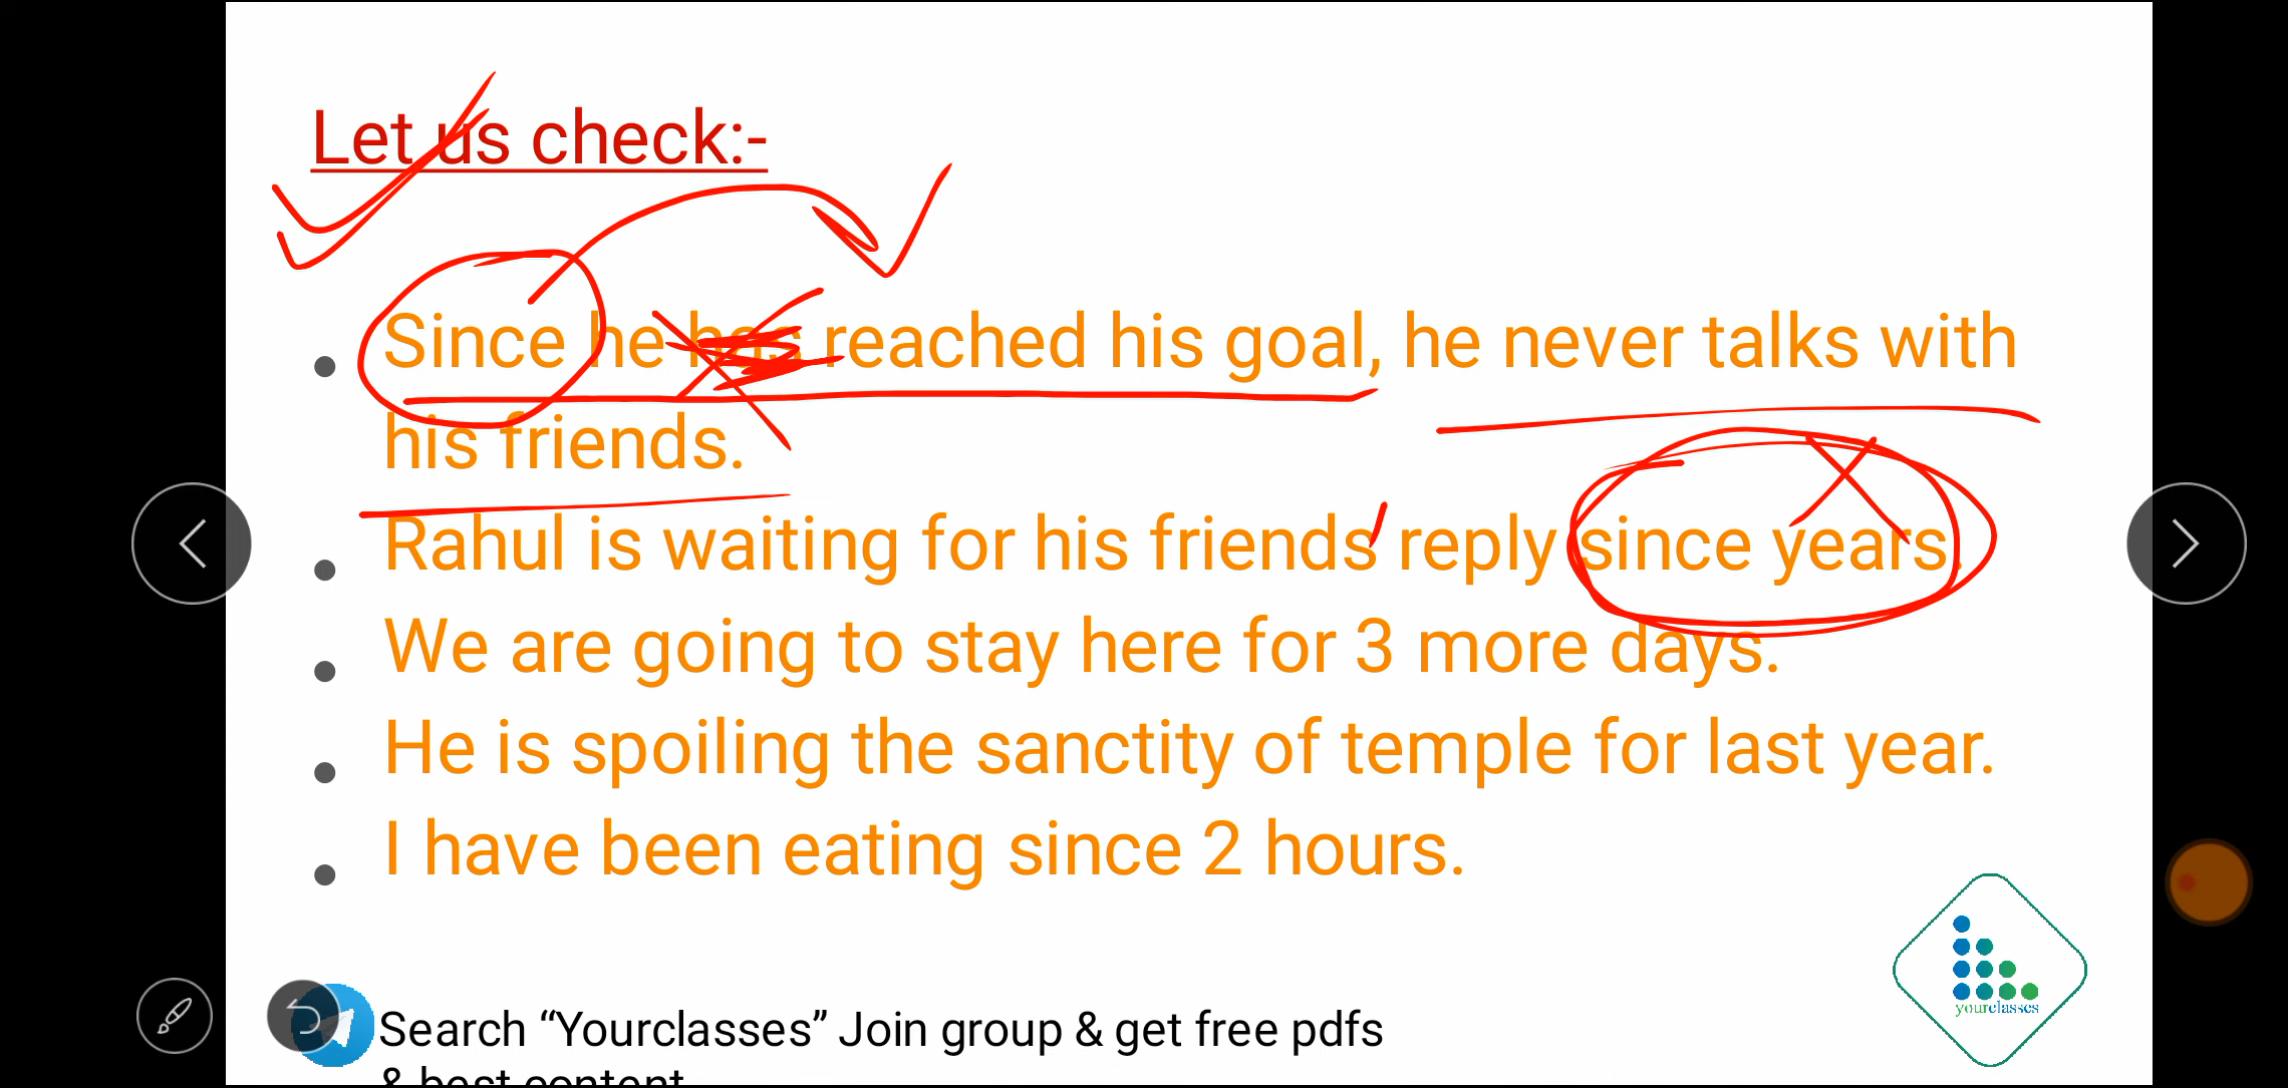 Let us check:-
Since he has reached his goal, he never talks with
his friends.
Rahul is waiting for his friends' reply since years.
We are going to stay here for 3 more days.
He is spoiling the sanctity of temple for last year.
I have been eating since 2 hours.
yourclasses
Search “Yourclasses” Join group & get free pdfs
& best content